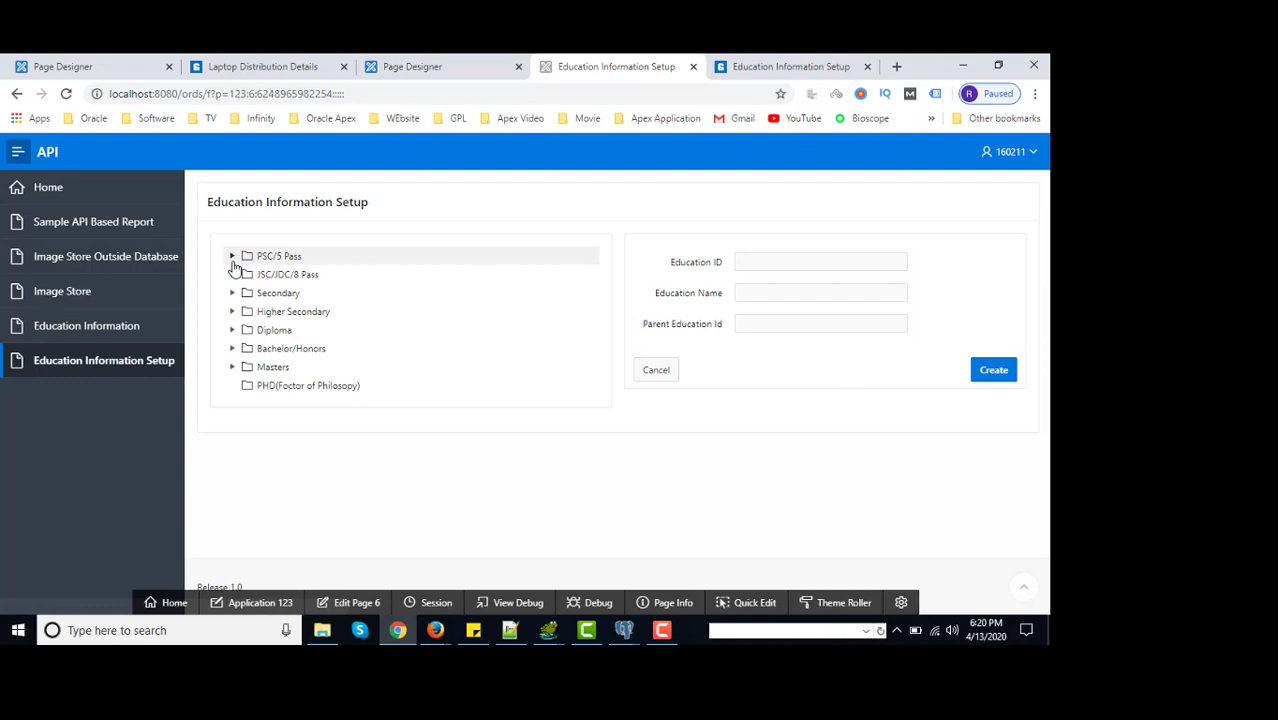 Page Designer
Laptop Distribution Details
Page Designer
Education Information Setup
Education Information Setup
localhost:8080/ords/f?p=123:6:6248965982254:::::
IQ
M
R
Paused
Apps
Oracle
Software
TV
Infinity
Oracle Apex
WEbsite
GPL
Apex Video
Movie
Apex Application
Gmail
YouTube
Bioscope
»
Other bookmarks
API
160211
Home
Sample API Based Report
Image Store Outside Database
Image Store
Education Information
Education Information Setup
Education Information Setup
PSC/5 Pass
JSC/JDC/8 Pass
Secondary
Higher Secondary
Diploma
Bachelor/Honors
Masters
PHD(Foctor of Philosopy)
Education ID
Education Name
Parent Education Id
Cancel
Create
Release 1.0
Home
Application 123
Edit Page 6
Session
View Debug
Debug
Page Info
Quick Edit
Theme Roller
Type here to search
6:20 PM
4/13/2020